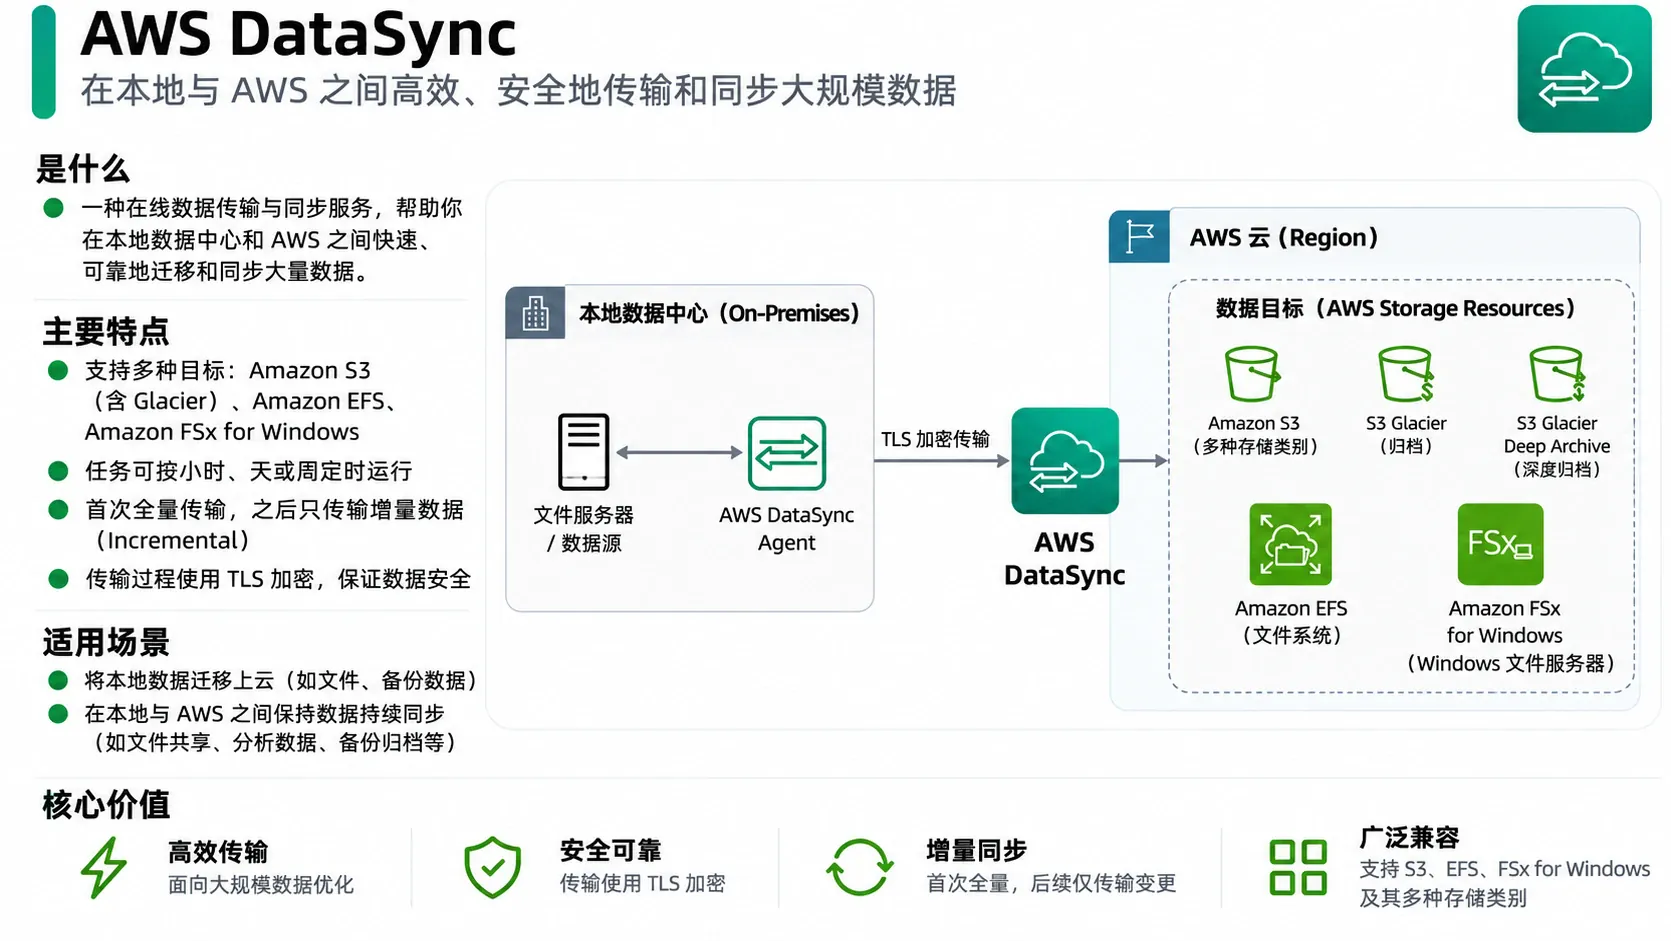 AWS DataSync
在本地与 AWS 之间高效、安全地传输和同步大规模数据
是什么
一种在线数据传输与同步服务，帮助你
在本地数据中心和 AWS 之间快速、
可靠地迁移和同步大量数据。
主要特点
支持多种目标：Amazon S3
（含 Glacier）、Amazon EFS、
Amazon FSx for Windows
任务可按小时、天或周定时运行
首次全量传输，之后只传输增量数据
（Incremental）
传输过程使用 TLS 加密，保证数据安全
适用场景
将本地数据迁移上云（如文件、备份数据）
在本地与 AWS 之间保持数据持续同步
（如文件共享、分析数据、备份归档等）
本地数据中心（On-Premises）
文件服务器
/ 数据源
AWS DataSync
Agent
TLS 加密传输
AWS
DataSync
AWS 云（Region）
数据目标（AWS Storage Resources）
Amazon S3
（多种存储类别）
S3 Glacier
（归档）
S3 Glacier
Deep Archive
（深度归档）
Amazon EFS
（文件系统）
FSx
Amazon FSx
for Windows
（Windows 文件服务器）
核心价值
高效传输
面向大规模数据优化
安全可靠
传输使用 TLS 加密
增量同步
首次全量，后续仅传输变更
广泛兼容
支持 S3、EFS、FSx for Windows
及其多种存储类别